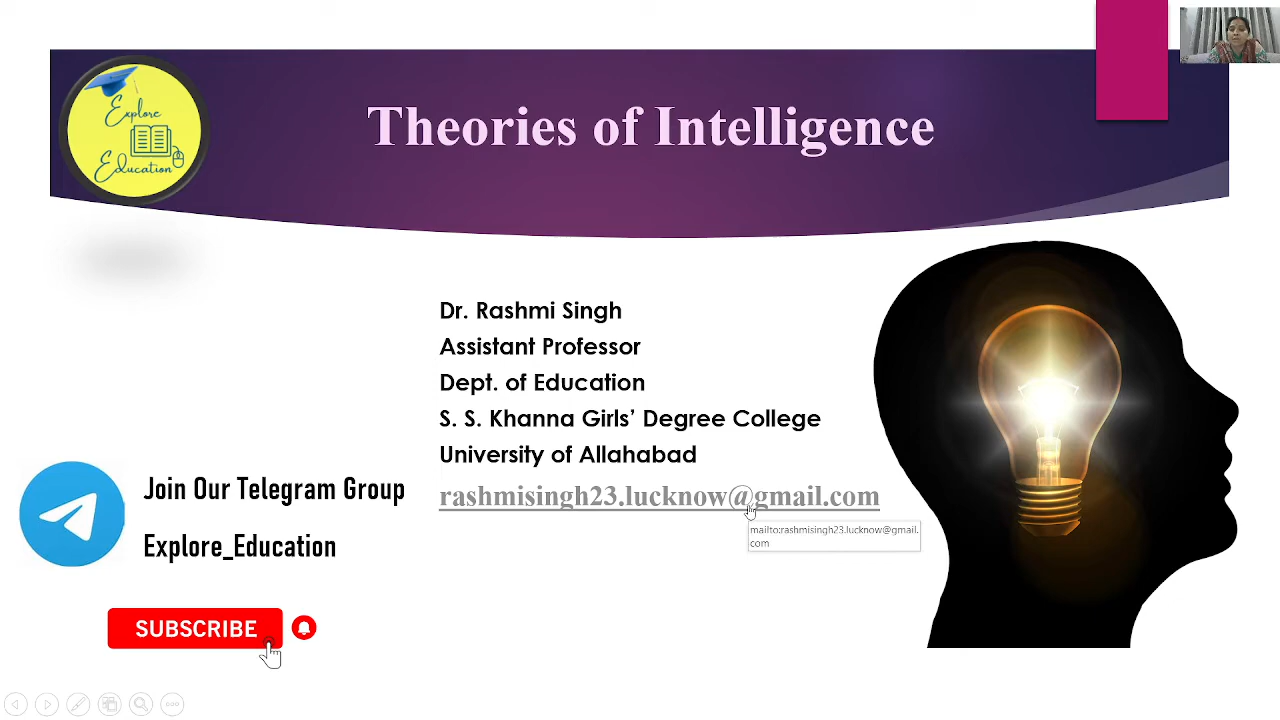 Explore
Education
Theories of Intelligence
Dr. Rashmi Singh
Assistant Professor
Dept. of Education
S. S. Khanna Girls’ Degree College
University of Allahabad
rashmisingh23.lucknow@gmail.com
mailto:rashmisingh23.lucknow@gmail.
com
Join Our Telegram Group
Explore_Education
SUBSCRIBE